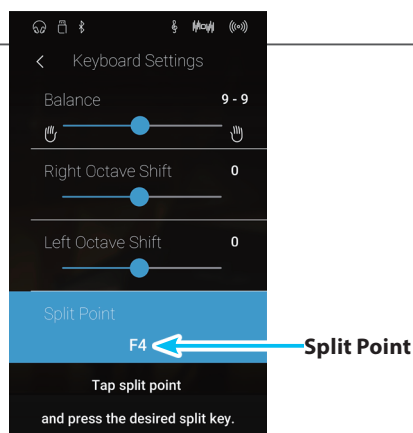 Keyboard Settings
Balance 9 - 9
Right Octave Shift 0
Left Octave Shift 0
Split Point
F4
Split Point
Tap split point
and press the desired split key.